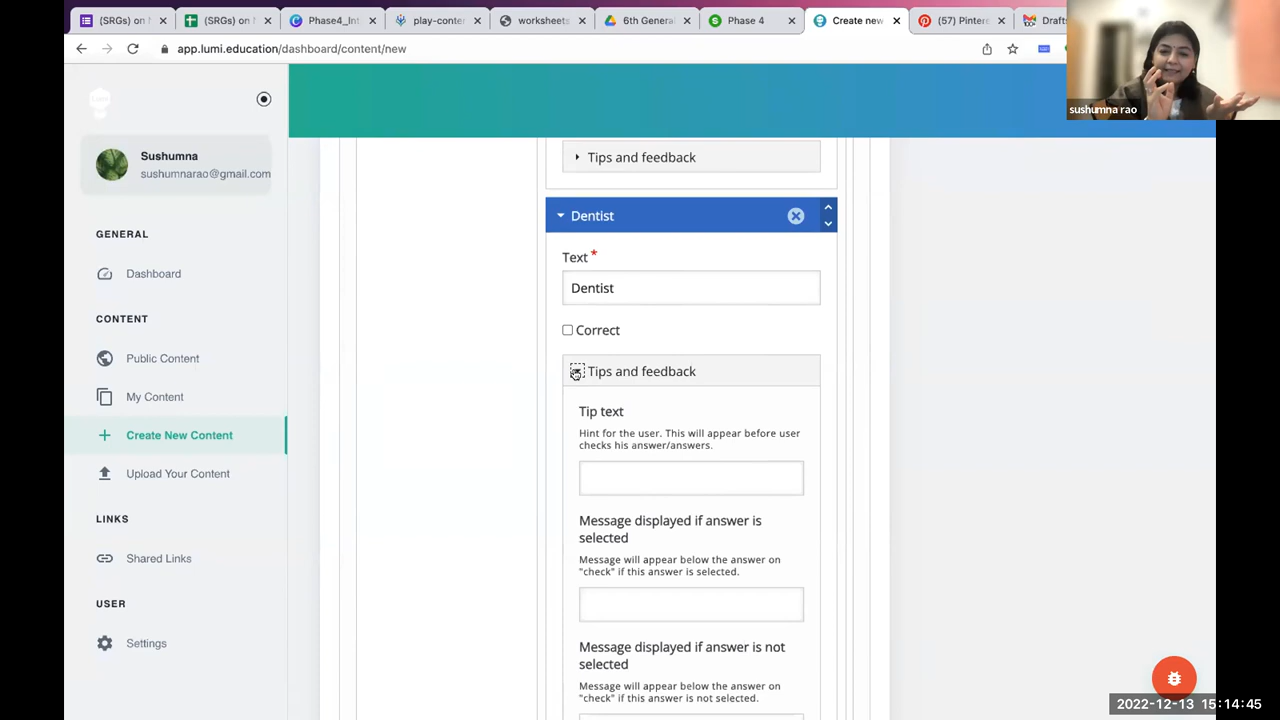 (SRGs) on M
(SRGs) on M
Phase4_Int
play-conten
worksheets
6th General
Phase 4
Create new
(57) Pintere
Drafts
app.lumi.education/dashboard/content/new
sushumna rao
Sushumna
sushumnarao@gmail.com
GENERAL
Dashboard
CONTENT
Public Content
My Content
Create New Content
Upload Your Content
LINKS
Shared Links
USER
Settings
Tips and feedback
Dentist
Text *
Dentist
Correct
Tips and feedback
Tip text
Hint for the user. This will appear before user
checks his answer/answers.
Message displayed if answer is
selected
Message will appear below the answer on
"check" if this answer is selected.
Message displayed if answer is not
selected
Message will appear below the answer on
"check" if this answer is not selected.
2022-12-13 15:14:45